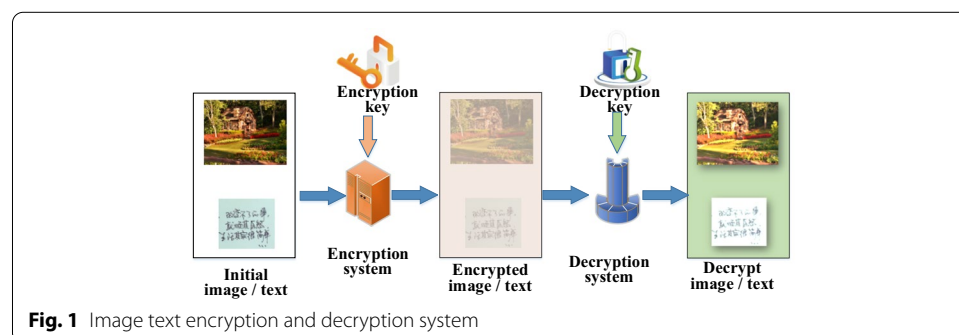 Encryption
key
Decryption
key
Initial
image / text
Encryption
system
Encrypted
image / text
Decryption
system
Decrypt
image / text
Fig. 1 Image text encryption and decryption system